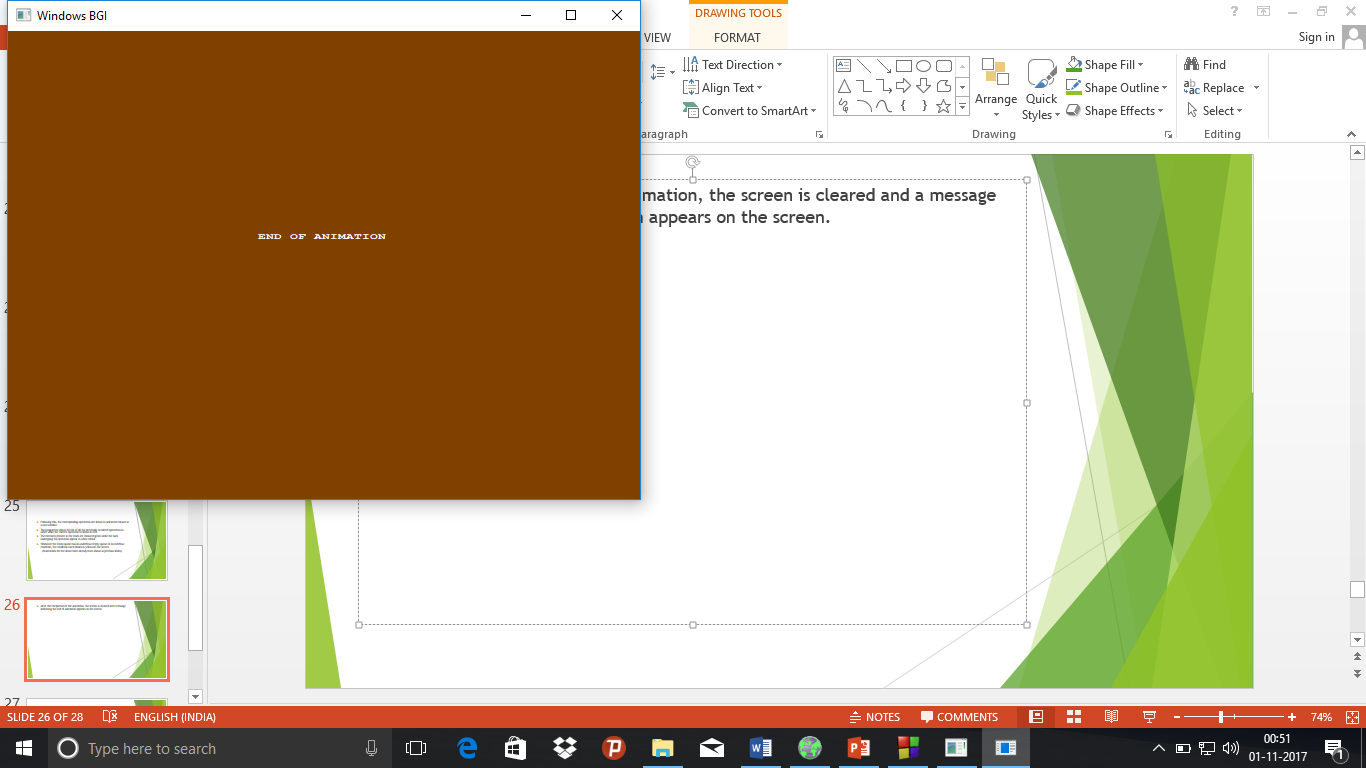 Windows BGI
DRAWING TOOLS
VIEW
FORMAT
Sign in
Text Direction
Align Text
Convert to SmartArt
Arrange
Quick
Styles
Shape Fill
Shape Outline
Shape Effects
Find
Replace
Select
Drawing
Editing
mation, the screen is cleared and a message
appears on the screen.
END OF ANIMATION
25
26
27
SLIDE 26 OF 28
ENGLISH (INDIA)
NOTES
COMMENTS
74%
Type here to search
00:51
01-11-2017
1